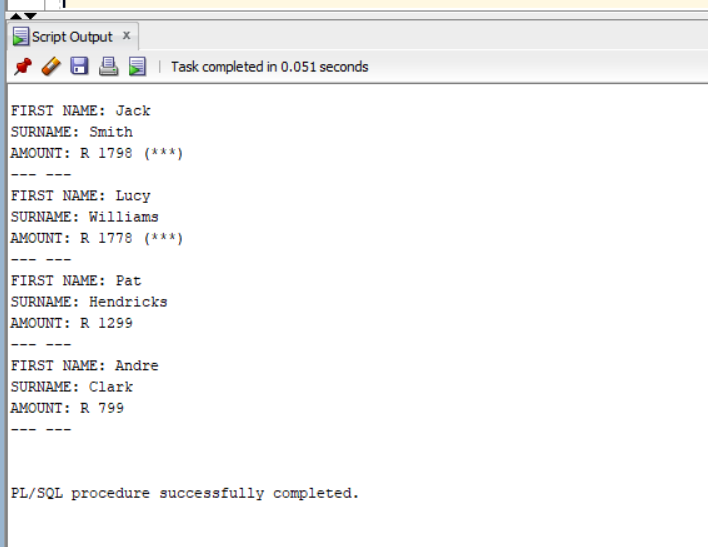 Script Output x
Task completed in 0.051 seconds
FIRST NAME: Jack
SURNAME: Smith
AMOUNT: R 1798 (***)
--- ---
FIRST NAME: Lucy
SURNAME: Williams
AMOUNT: R 1778 (***)
--- ---
FIRST NAME: Pat
SURNAME: Hendricks
AMOUNT: R 1299
--- ---
FIRST NAME: Andre
SURNAME: Clark
AMOUNT: R 799
--- ---
PL/SQL procedure successfully completed.